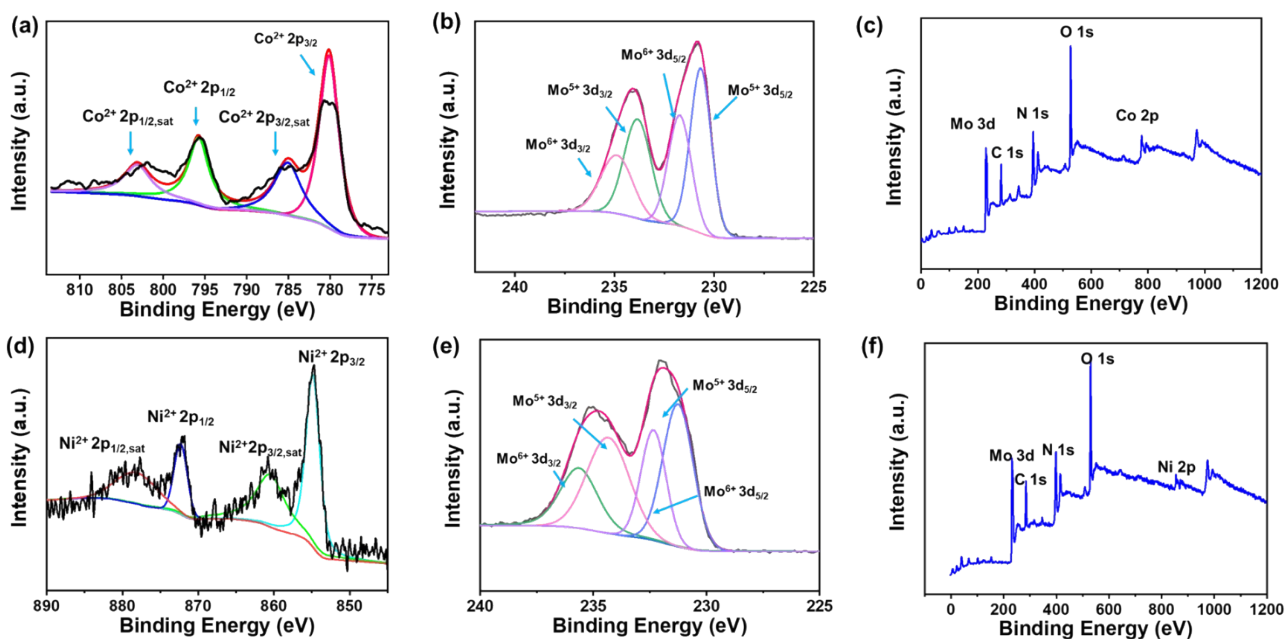 (a)
Intensity (a.u.)
Co²⁺ 2p₃/₂
Co²⁺ 2p₁/₂
Co²⁺ 2p₃/₂,sat
Co²⁺ 2p₁/₂,sat
810 805 800 795 790 785 780 775
Binding Energy (eV)
(b)
Intensity (a.u.)
Mo⁶⁺ 3d₅/₂
Mo⁵⁺ 3d₃/₂
Mo⁵⁺ 3d₅/₂
Mo⁶⁺ 3d₃/₂
240 235 230 225
Binding Energy (eV)
(c)
Intensity (a.u.)
O 1s
N 1s
Co 2p
Mo 3d
C 1s
0 200 400 600 800 1000 1200
Binding Energy (eV)
(d)
Intensity (a.u.)
Ni²⁺ 2p₃/₂
Ni²⁺ 2p₁/₂
Ni²⁺ 2p₃/₂,sat
Ni²⁺ 2p₁/₂,sat
890 880 870 860 850
Binding Energy (eV)
(e)
Intensity (a.u.)
Mo⁵⁺ 3d₅/₂
Mo⁵⁺ 3d₃/₂
Mo⁶⁺ 3d₃/₂
Mo⁶⁺ 3d₅/₂
240 235 230 225
Binding Energy (eV)
(f)
Intensity (a.u.)
O 1s
N 1s
Mo 3d
C 1s
Ni 2p
0 200 400 600 800 1000 1200
Binding Energy (eV)